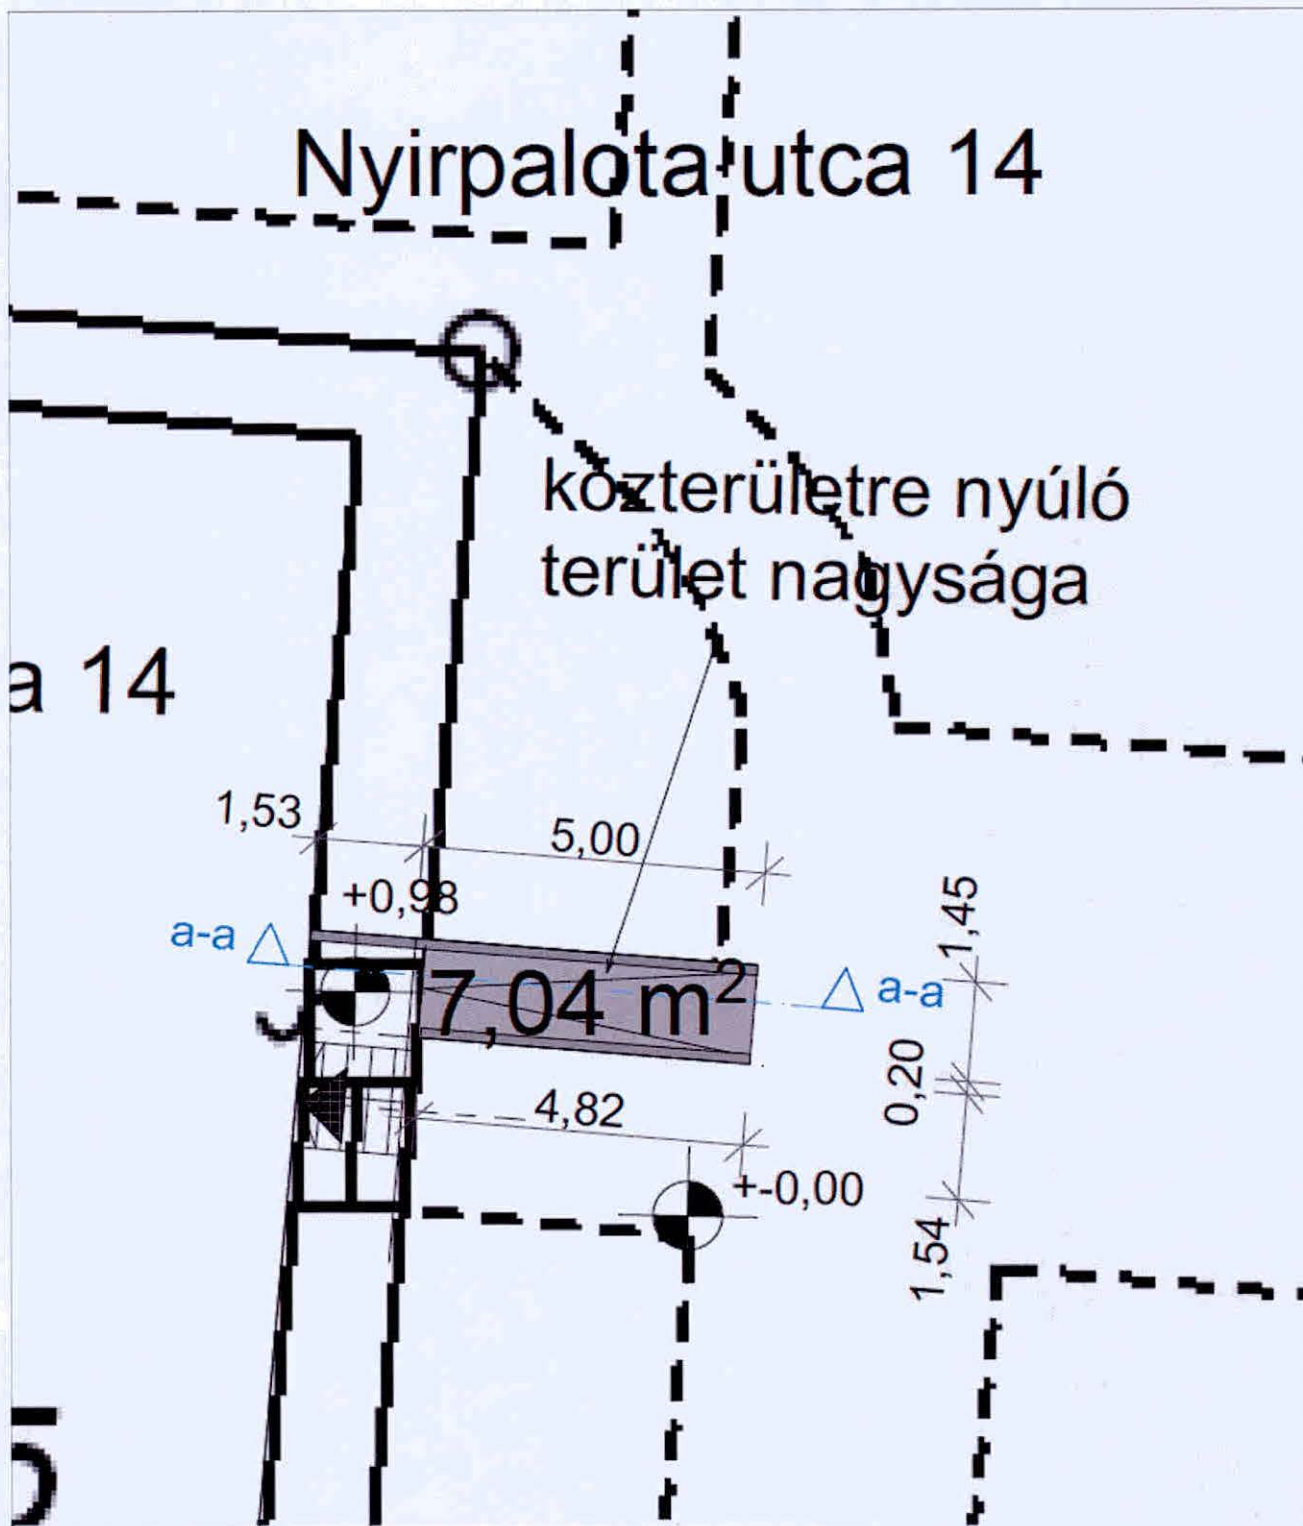 Nyirpalota utca 14
közterületre nyúló
terület nagysága
a 14
1,53
5,00
+0,98
1,45
a-a
7,04 m²
a-a
0,20
4,82
+-0,00
1,54
5